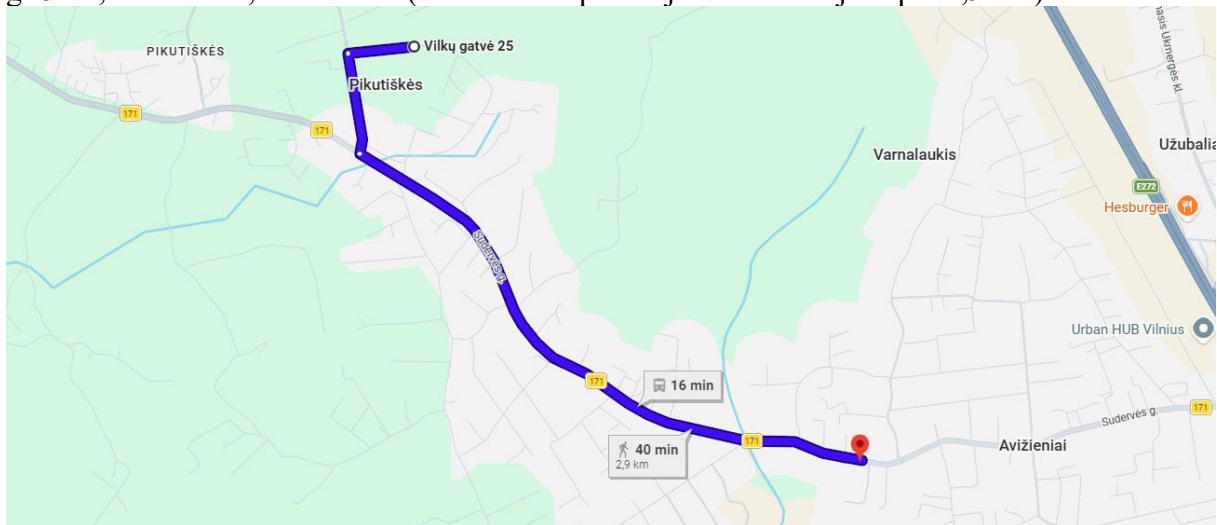 PIKUTIŠKĖS
Vilkų gatvė 25
Pikutiškės
171
171
Varnalaukis
Užubalia
E272
Hesburger
Sudervės g.
Urban HUB Vilnius
16 min
171
171
40 min
2,9 km
171
Sudervės g.
Avižieniai